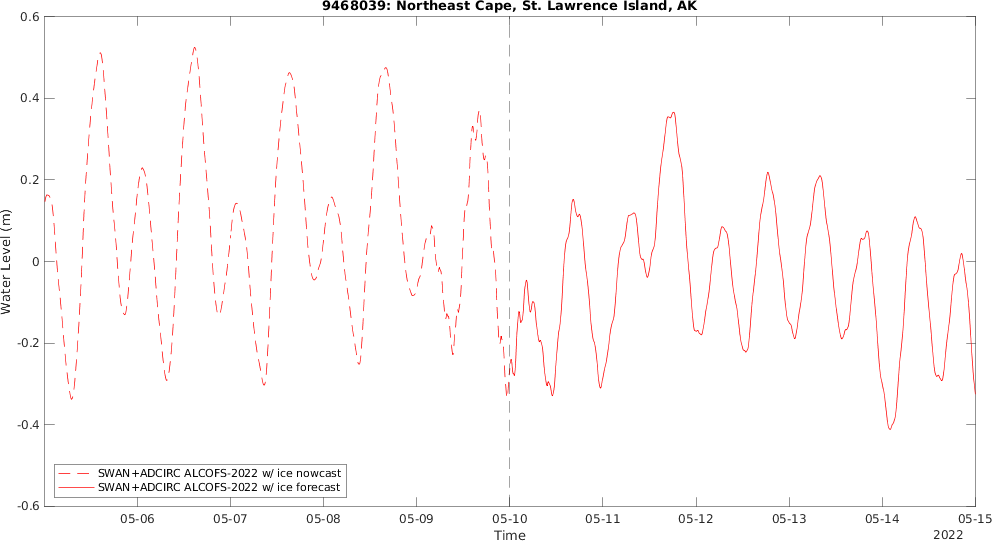 9468039: Northeast Cape, St. Lawrence Island, AK
Water Level (m)
0.6
0.4
0.2
0
-0.2
-0.4
-0.6
SWAN+ADCIRC ALCOFS-2022 w/ ice nowcast
SWAN+ADCIRC ALCOFS-2022 w/ ice forecast
05-06 05-07 05-08 05-09 05-10 05-11 05-12 05-13 05-14 05-15
Time
2022